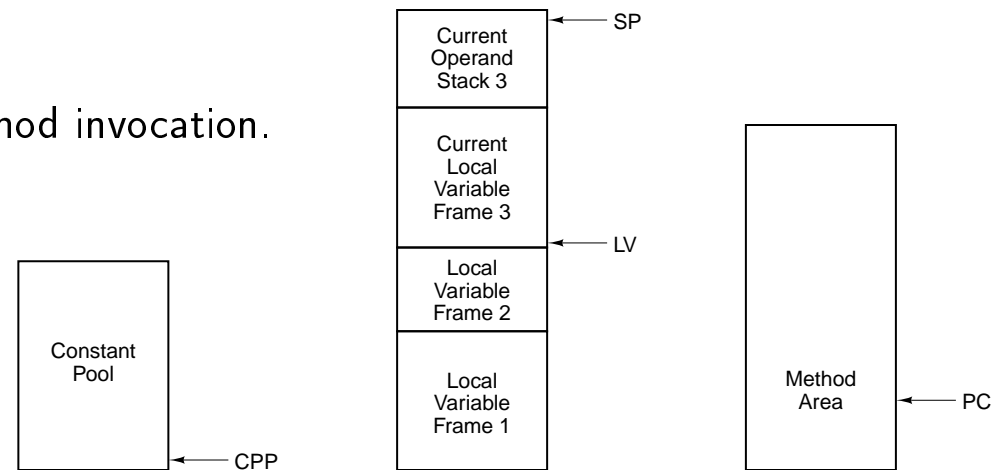 invocation.
Constant
Pool
CPP
Current
Operand
Stack 3
SP
Current
Local
Variable
Frame 3
LV
Local
Variable
Frame 2
Local
Variable
Frame 1
Method
Area
PC